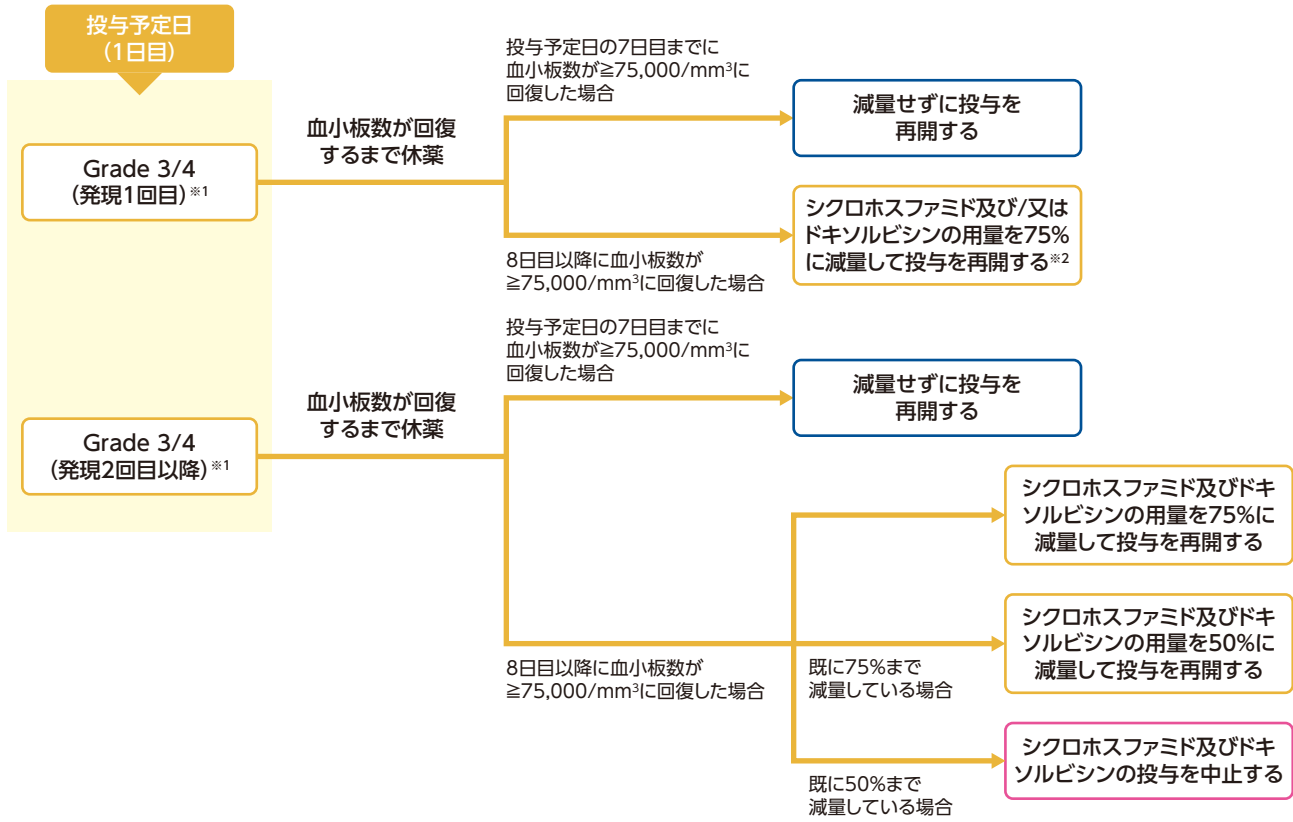 投与予定日
(1日目)
Grade 3/4
(発現1回目)※1
血小板数が回復
するまで休薬
投与予定日の7日目までに
血小板数が≧75,000/mm³に
回復した場合
減量せずに投与を
再開する
8日目以降に血小板数が
≧75,000/mm³に回復した場合
シクロホスファミド及び/又は
ドキソルビシンの用量を75%
に減量して投与を再開する※2
Grade 3/4
(発現2回目以降)※1
血小板数が回復
するまで休薬
投与予定日の7日目までに
血小板数が≧75,000/mm³に
回復した場合
減量せずに投与を
再開する
8日目以降に血小板数が
≧75,000/mm³に回復した場合
シクロホスファミド及びドキ
ソルビシンの用量を75%に
減量して投与を再開する
既に75%まで
減量している場合
シクロホスファミド及びドキ
ソルビシンの用量を50%に
減量して投与を再開する
既に50%まで
減量している場合
シクロホスファミド及びドキ
ソルビシンの投与を中止する